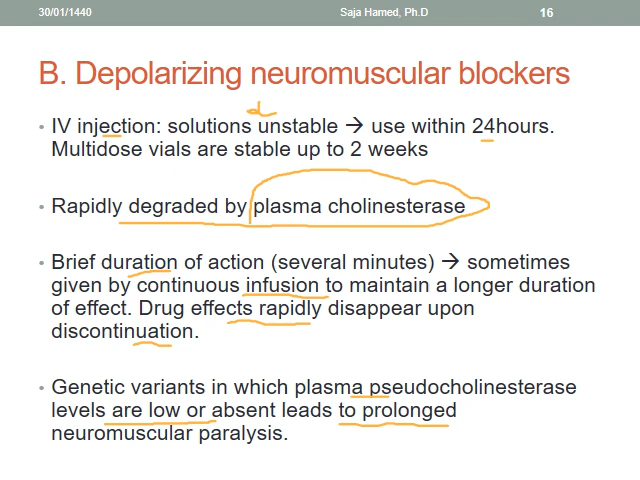 30/01/1440 Saja Hamed, Ph.D 16
B. Depolarizing neuromuscular blockers
• IV injection: solutions unstable → use within 24hours.
Multidose vials are stable up to 2 weeks
• Rapidly degraded by plasma cholinesterase
• Brief duration of action (several minutes) → sometimes
given by continuous infusion to maintain a longer duration
of effect. Drug effects rapidly disappear upon
discontinuation.
• Genetic variants in which plasma pseudocholinesterase
levels are low or absent leads to prolonged
neuromuscular paralysis.